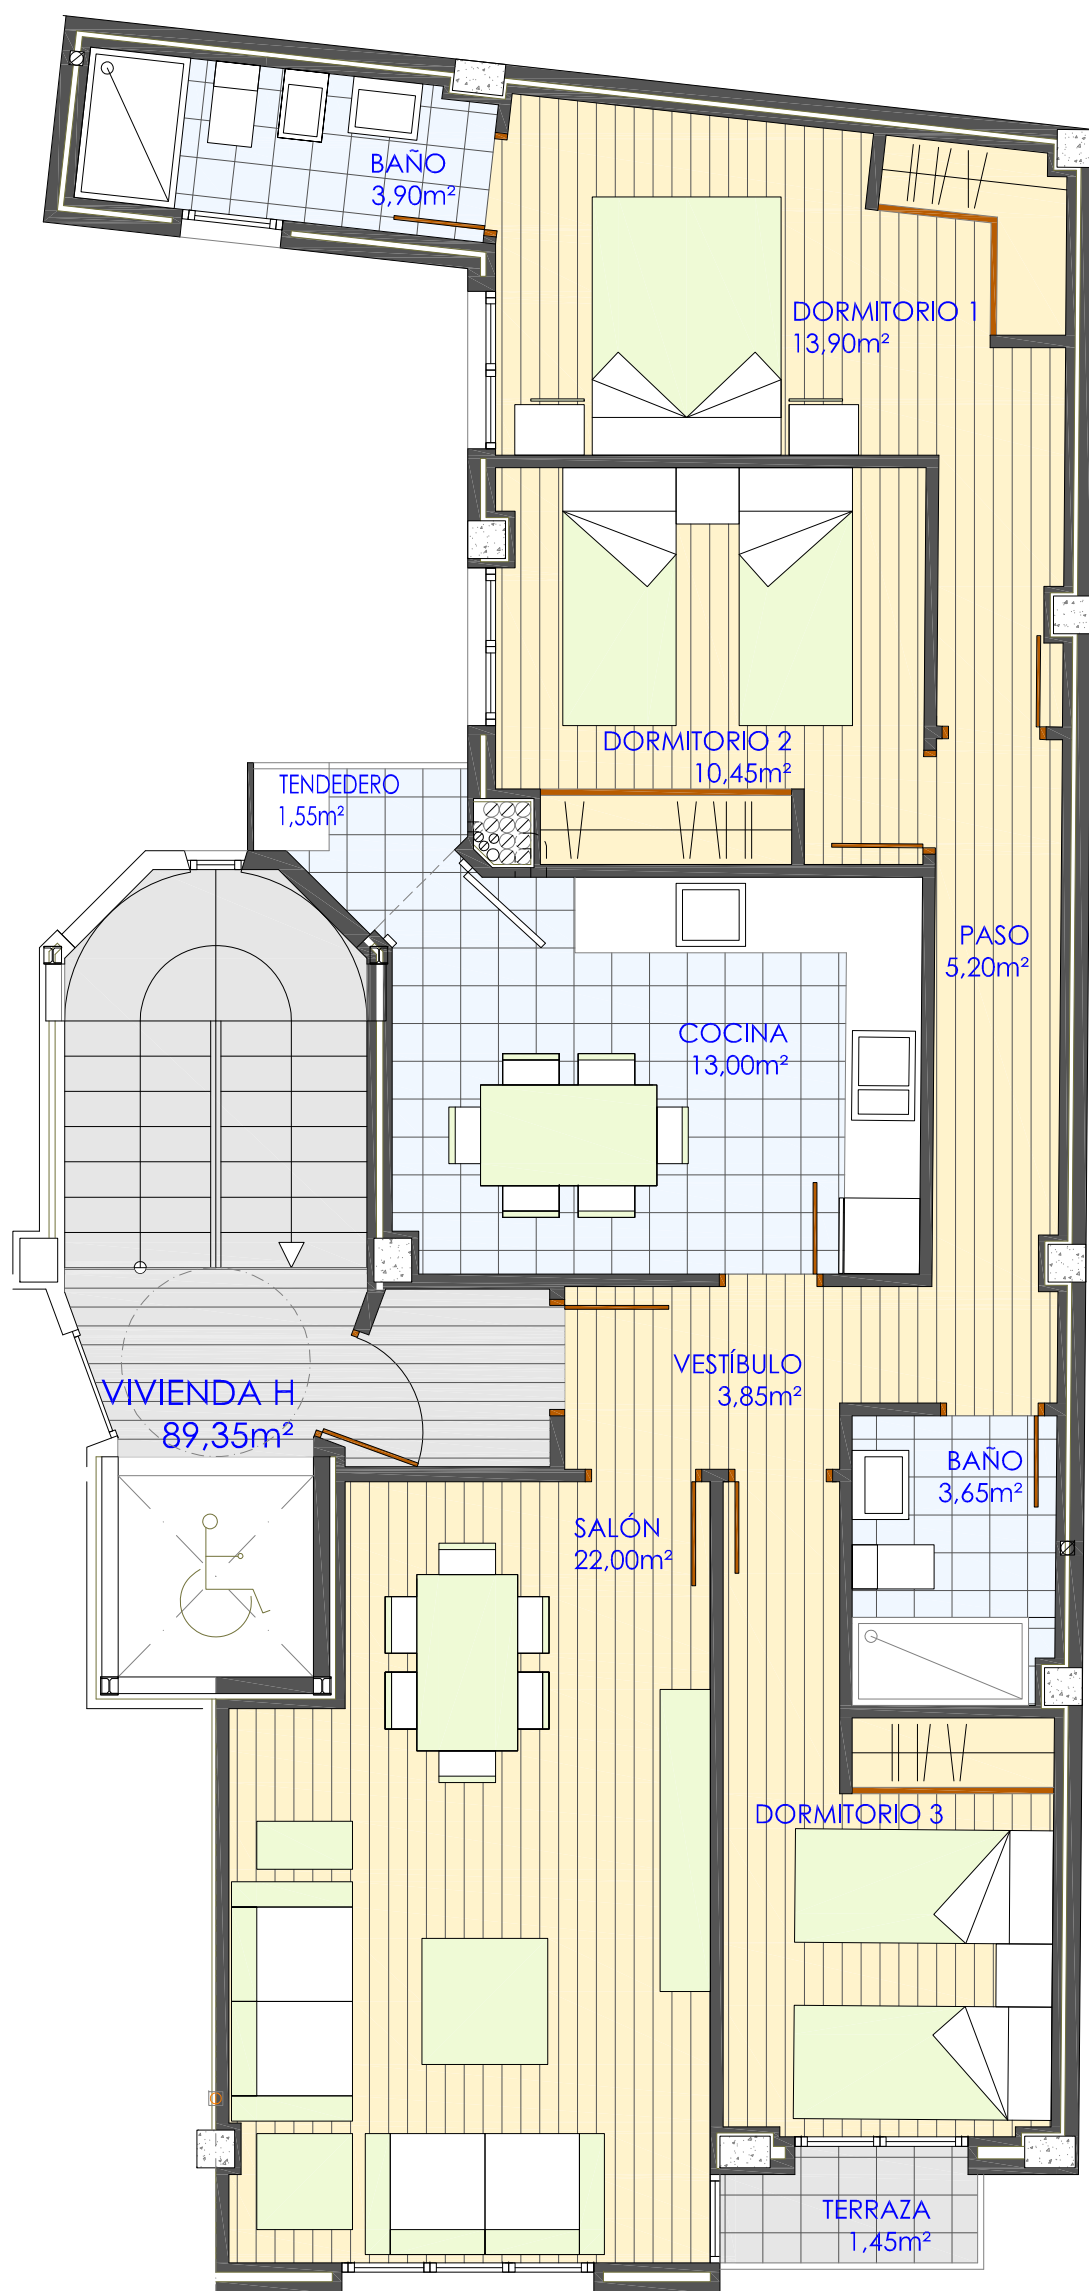 BAÑO
3,90m²
DORMITORIO 1
13,90m²
DORMITORIO 2
10,45m²
TENDEDERO
1,55m²
PASO
5,20m²
COCINA
13,00m²
VESTÍBULO
3,85m²
VIVIENDA H
89,35m²
BAÑO
3,65m²
SALÓN
22,00m²
DORMITORIO 3
TERRAZA
1,45m²